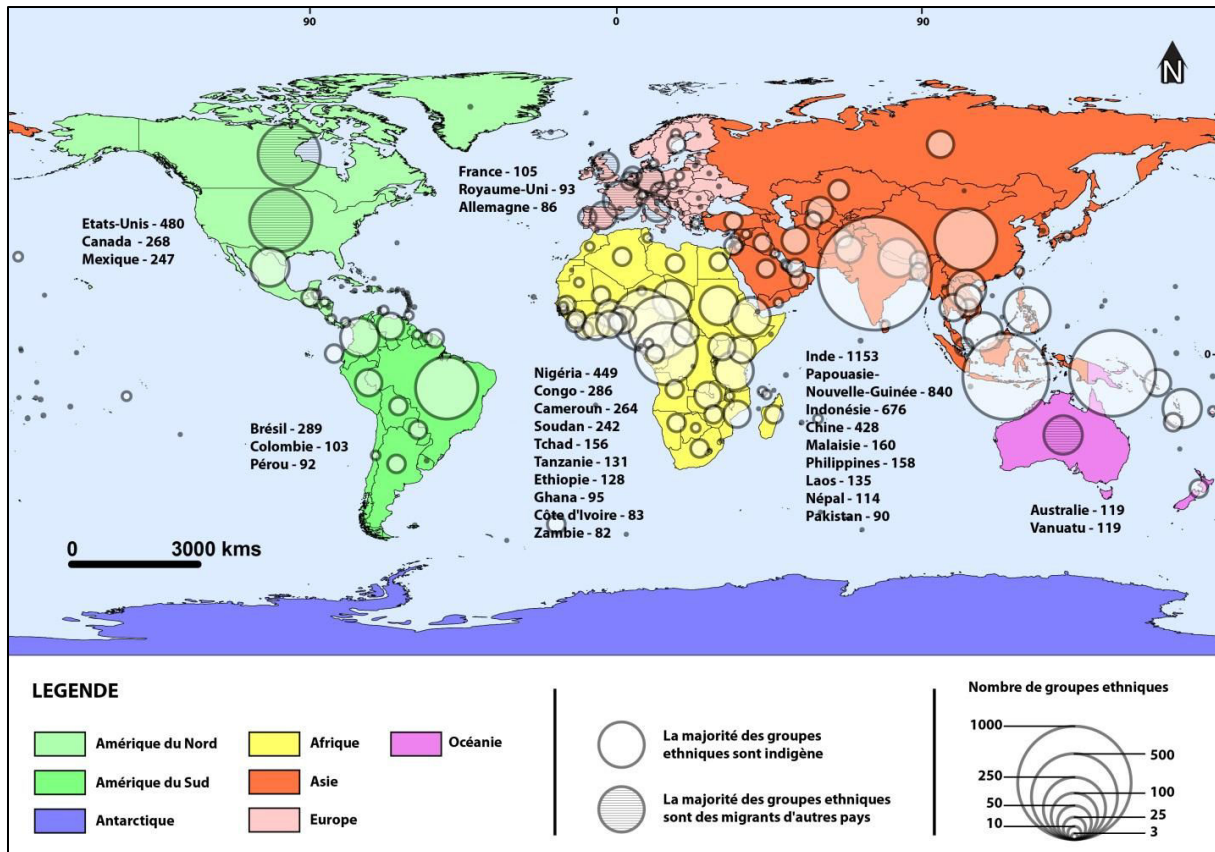 90
0
90
N
Etats-Unis - 480
Canada - 268
Mexique - 247
France - 105
Royaume-Uni - 93
Allemagne - 86
0
Brésil - 289
Colombie - 103
Pérou - 92
Nigéria - 449
Congo - 286
Cameroun - 264
Soudan - 242
Tchad - 156
Tanzanie - 131
Ethiopie - 128
Ghana - 95
Côte d'Ivoire - 83
Zambie - 82
Inde - 1153
Papouasie-
Nouvelle-Guinée - 840
Indonésie - 676
Chine - 428
Malaisie - 160
Philippines - 158
Laos - 135
Népal - 114
Pakistan - 90
Australie - 119
Vanuatu - 119
0 3000 kms
LEGENDE
Amérique du Nord
Amérique du Sud
Antarctique
Afrique
Asie
Europe
Océanie
La majorité des groupes
ethniques sont indigène
La majorité des groupes ethniques
sont des migrants d'autres pays
Nombre de groupes ethniques
1000
500
250
100
50
25
10
3